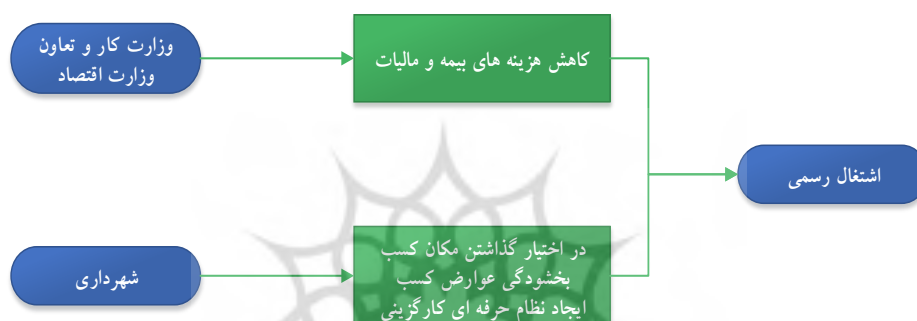 وزارت کار و تعاون
وزارت اقتصاد
کاهش هزینه های بیمه و مالیات
اشتغال رسمی
شهرداری
در اختیار گذاشتن مکان کسب
بخشودگی عوارض کسب
ایجاد نظام حرفه ای کارگزینی